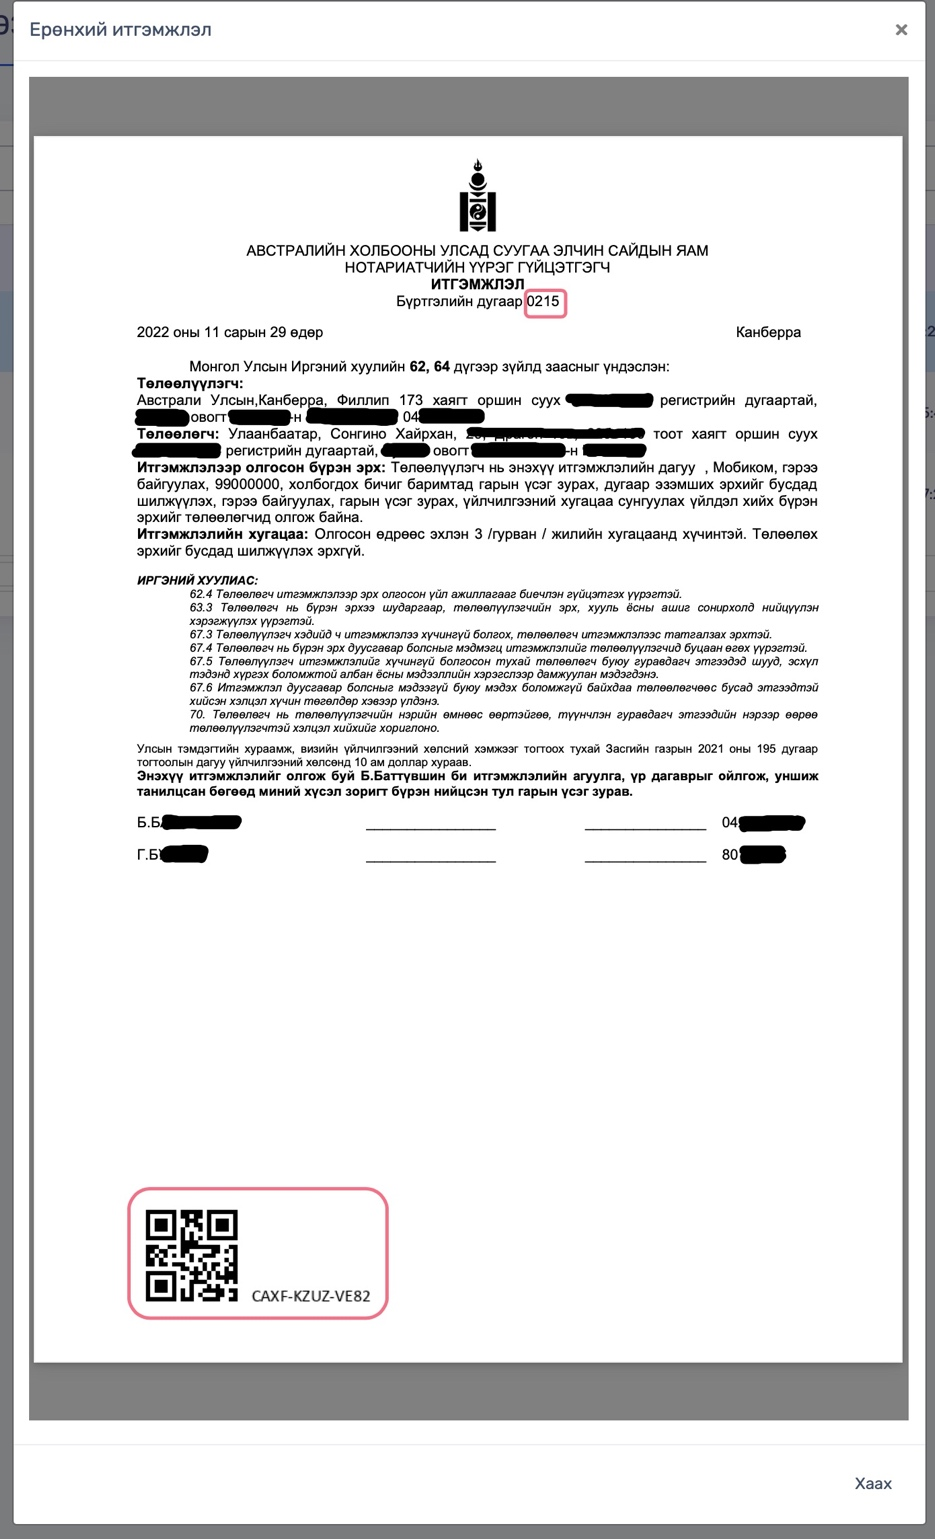 Ерөнхий итгэмжлэл
×
АВСТРАЛИЙН ХОЛБООНЫ УЛСАД СУУГАА ЭЛЧИН САЙДЫН ЯАМ
НОТАРИАТЧИЙН ҮҮРЭГ ГҮЙЦЭТГЭГЧ
ИТГЭМЖЛЭЛ
Бүртгэлийн дугаар 0215
2022 оны 11 сарын 29 өдөр Канберра
Монгол Улсын Иргэний хуулийн 62, 64 дүгээр зүйлд заасныг үндэслэн:
Төлөөлүүлэгч:
Австрали Улсын,Канберра, Филлип 173 хаягт оршин суух регистрийн дугаартай,
овогт -н 04
Төлөөлөгч: Улаанбаатар, Сонгино Хайрхан, тоот хаягт оршин суух
регистрийн дугаартай, овогт -н
Итгэмжлэлээр олгосон бүрэн эрх: Төлөөлүүлэгч нь энэхүү итгэмжлэлийн дагуу , Мобиком, гэрээ
байгуулах, 99000000, холбогдох бичиг баримтад гарын үсэг зурах, дугаар эзэмших эрхийг бусдад
шилжүүлэх, гэрээ байгуулах, гарын үсэг зурах, үйлчилгээний хугацаа сунгуулах үйлдэл хийх бүрэн
эрхийг төлөөлөгчид олгож байна.
Итгэмжлэлийн хугацаа: Олгосон өдрөөс эхлэн 3 /гурван / жилийн хугацаанд хүчинтэй. Төлөөлөх
эрхийг бусдад шилжүүлэх эрхгүй.
ИРГЭНИЙ ХУУЛИАС:
62.4 Төлөөлөгч итгэмжлэлээр эрх олгосон үйл ажиллагааг биечлэн гүйцэтгэх үүрэгтэй.
63.3 Төлөөлөгч нь бүрэн эрхээ шударгаар, төлөөлүүлэгчийн эрх, хууль ёсны ашиг сонирхолд нийцүүлэн
хэрэгжүүлэх үүрэгтэй.
67.3 Төлөөлүүлэгч хэдийд ч итгэмжлэлээ хүчингүй болгох, төлөөлөгч итгэмжлэлээс татгалзах эрхтэй.
67.4 Төлөөлөгч нь бүрэн эрх дуусгавар болсныг мэдмэгц итгэмжлэлийг төлөөлүүлэгчид буцаан өгөх үүрэгтэй.
67.5 Төлөөлүүлэгч итгэмжлэлийг хүчингүй болгосон тухай төлөөлөгч буюу гуравдагч этгээдэд шууд, эсхүл
тэдэнд хүргэх боломжтой албан ёсны мэдээллийн хэрэгслээр дамжуулан мэдэгдэнэ.
67.6 Итгэмжлэл дуусгавар болсныг мэдээгүй буюу мэдэх боломжгүй байхдаа төлөөлөгчөөс бусад этгээдтэй
хийсэн хэлцэл хүчин төгөлдөр хэвээр үлдэнэ.
70. Төлөөлөгч нь төлөөлүүлэгчийн нэрийн өмнөөс өөртэйгөө, түүнчлэн гуравдагч этгээдийн нэрээр өөрөө
төлөөлүүлэгчтэй хэлцэл хийхийг хориглоно.
Улсын тэмдэгтийн хураамж, визийн үйлчилгээний хөлсний хэмжээг тогтоох тухай Засгийн газрын 2021 оны 195 дугаар
тогтоолын дагуу үйлчилгээний хөлсөнд 10 ам доллар хураав.
Энэхүү итгэмжлэлийг олгож буй Б.Баттүвшин би итгэмжлэлийн агуулга, үр дагаврыг ойлгож, уншиж
танилцсан бөгөөд миний хүсэл зоригт бүрэн нийцсэн тул гарын үсэг зурав.
Б.Б 04
Г.Б 80
CAXF-KZUZ-VE82
Хаах